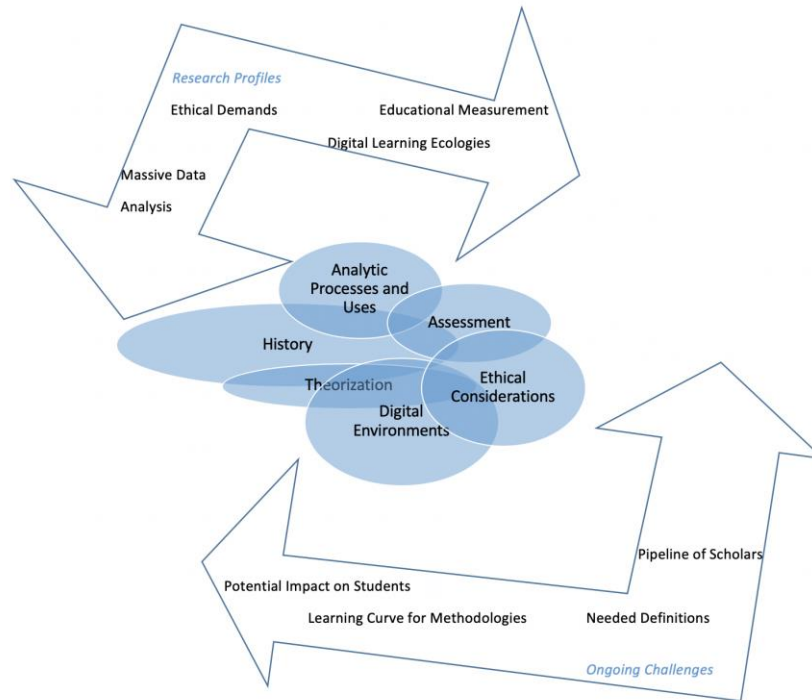 Research Profiles
Ethical Demands
Educational Measurement
Digital Learning Ecologies
Massive Data
Analysis
Analytic
Processes and
Uses
Assessment
History
Theorization
Ethical
Considerations
Digital
Environments
Pipeline of Scholars
Potential Impact on Students
Learning Curve for Methodologies
Needed Definitions
Ongoing Challenges